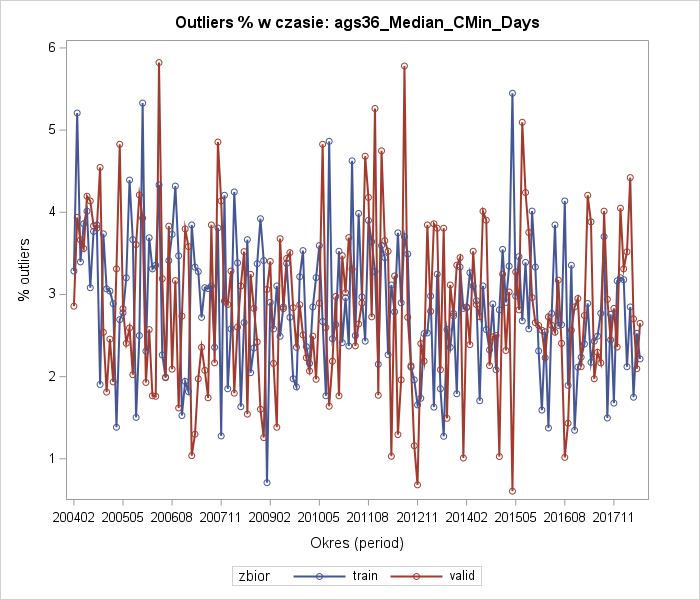 Outliers % w czasie: ags36_Median_CMin_Days
% outliers
6
5
4
3
2
1
200402 200505 200608 200711 200902 201005 201108 201211 201402 201505 201608 201711
Okres (period)
zbior train valid